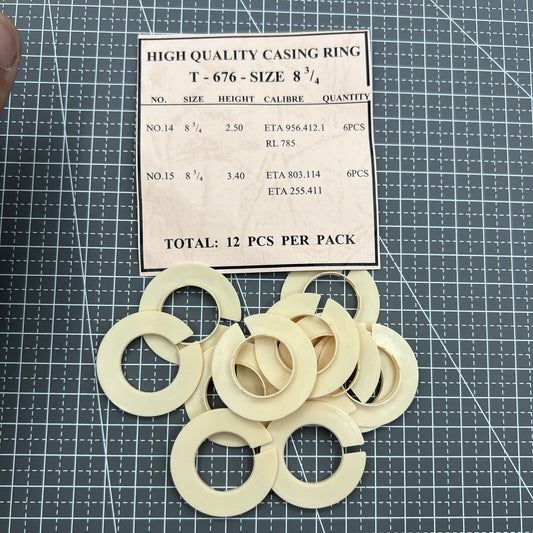 HIGH QUALITY CASING RING
T - 676 - SIZE 8 3/4
NO. SIZE HEIGHT CALIBRE QUANTITY
NO.14 8 3/4 2.50 ETA 956.412.1 6PCS
RL 785
NO.15 8 3/4 3.40 ETA 803.114 6PCS
ETA 255.411
TOTAL: 12 PCS PER PACK